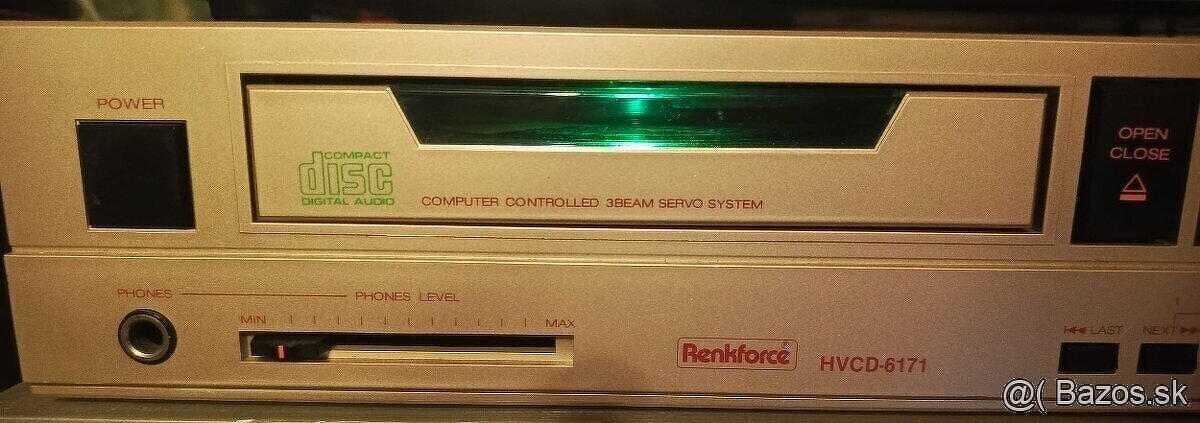 POWER
COMPACT
disc
DIGITAL AUDIO
COMPUTER CONTROLLED 3BEAM SERVO SYSTEM
OPEN
CLOSE
PHONES
PHONES LEVEL
MIN
MAX
Renkforce®
HVCD-6171
LAST
NEXT
@( Bazos.sk